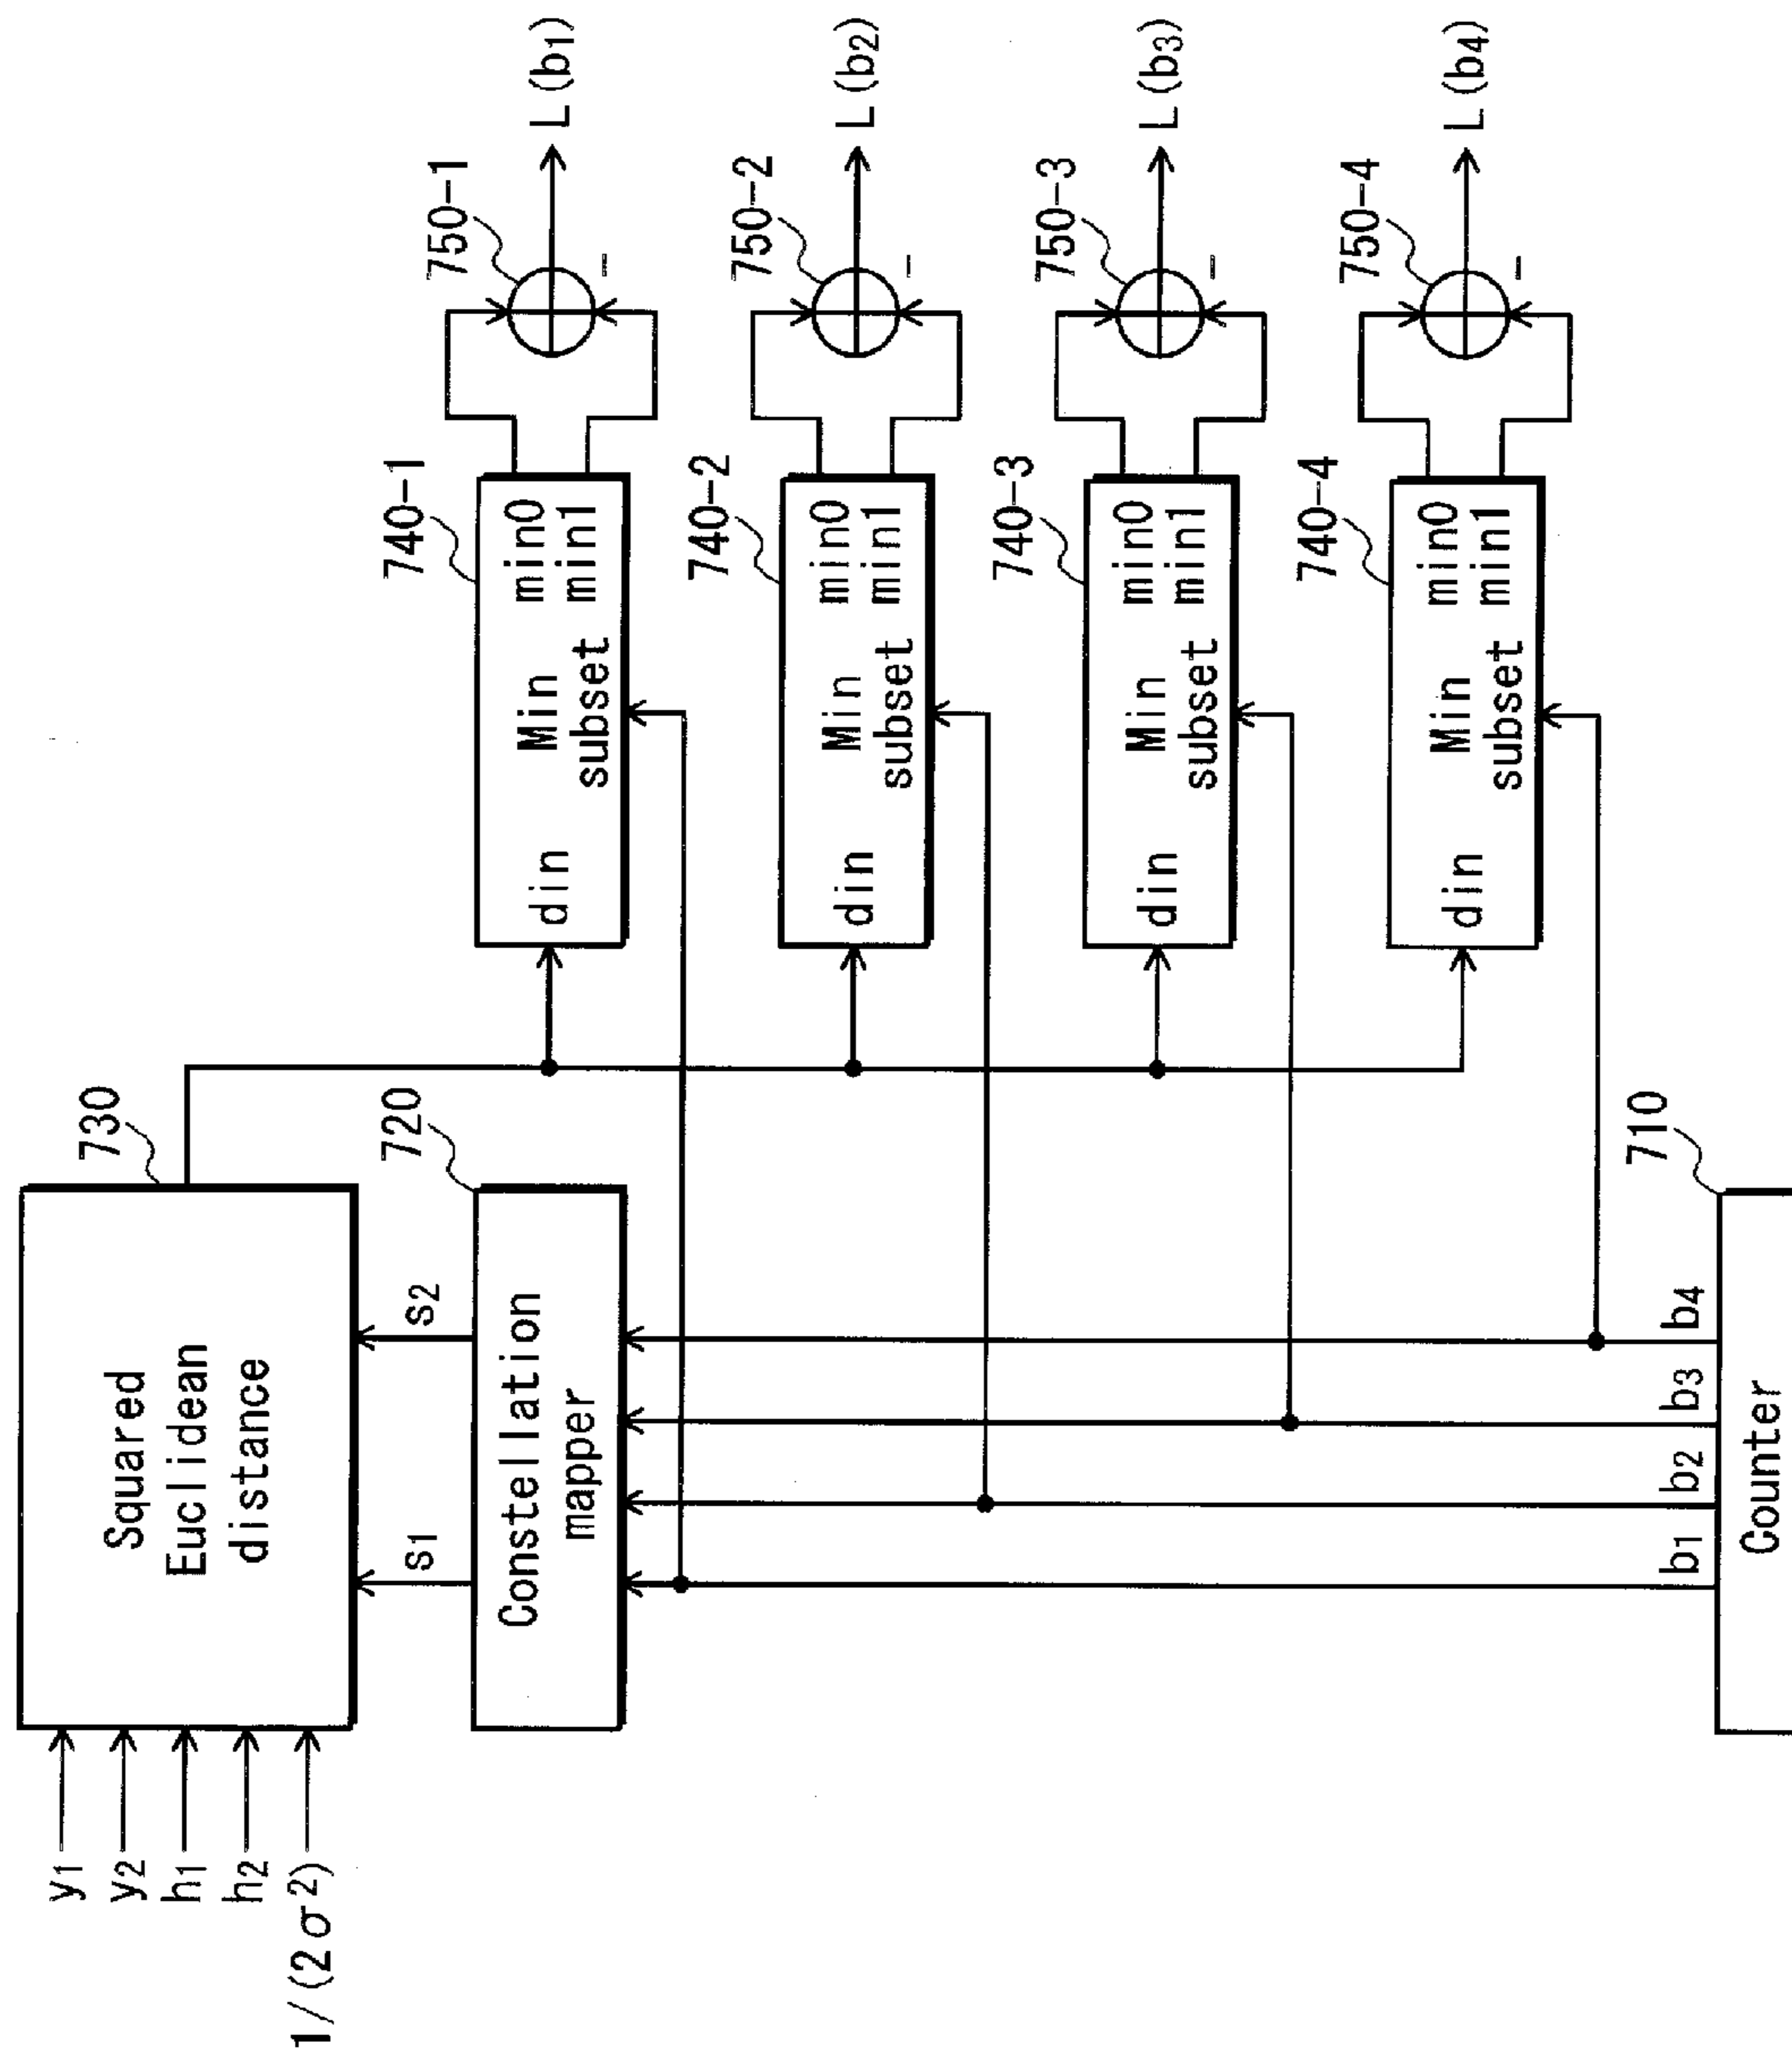 y1
y2
h1
h2
1/(2σ²)
730
Squared
Euclidean
distance
s1
s2
720
Constellation
mapper
b1
b2
b3
b4
710
Counter
740-1
din
Min
subset
min0
min1
750-1
−
L(b1)
740-2
din
Min
subset
min0
min1
750-2
−
L(b2)
740-3
din
Min
subset
min0
min1
750-3
−
L(b3)
740-4
din
Min
subset
min0
min1
750-4
−
L(b4)